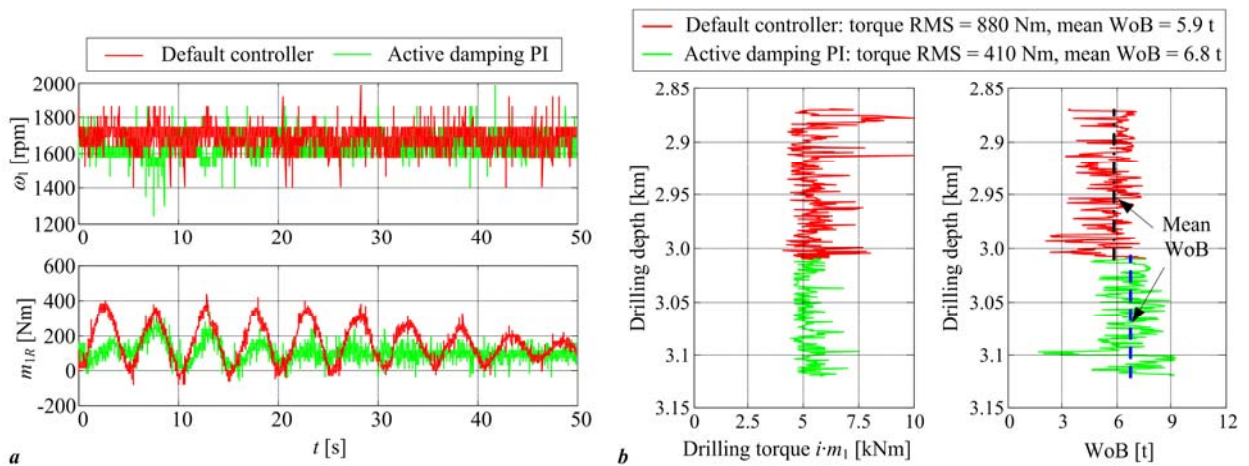 Default controller Active damping PI
2000
1800
1600
1400
1200
ω₁ [rpm]
0 10 20 30 40 50
600
400
200
0
-200
m₁R [Nm]
0 10 20 30 40 50
t [s]
a
Default controller: torque RMS = 880 Nm, mean WoB = 5.9 t
Active damping PI: torque RMS = 410 Nm, mean WoB = 6.8 t
2.85
2.9
2.95
3.0
3.05
3.1
3.15
Drilling depth [km]
0 2.5 5 7.5 10
Drilling torque i·m₁ [kNm]
2.85
2.9
2.95
3.0
3.05
3.1
3.15
Drilling depth [km]
Mean
WoB
0 3 6 9 12
WoB [t]
b